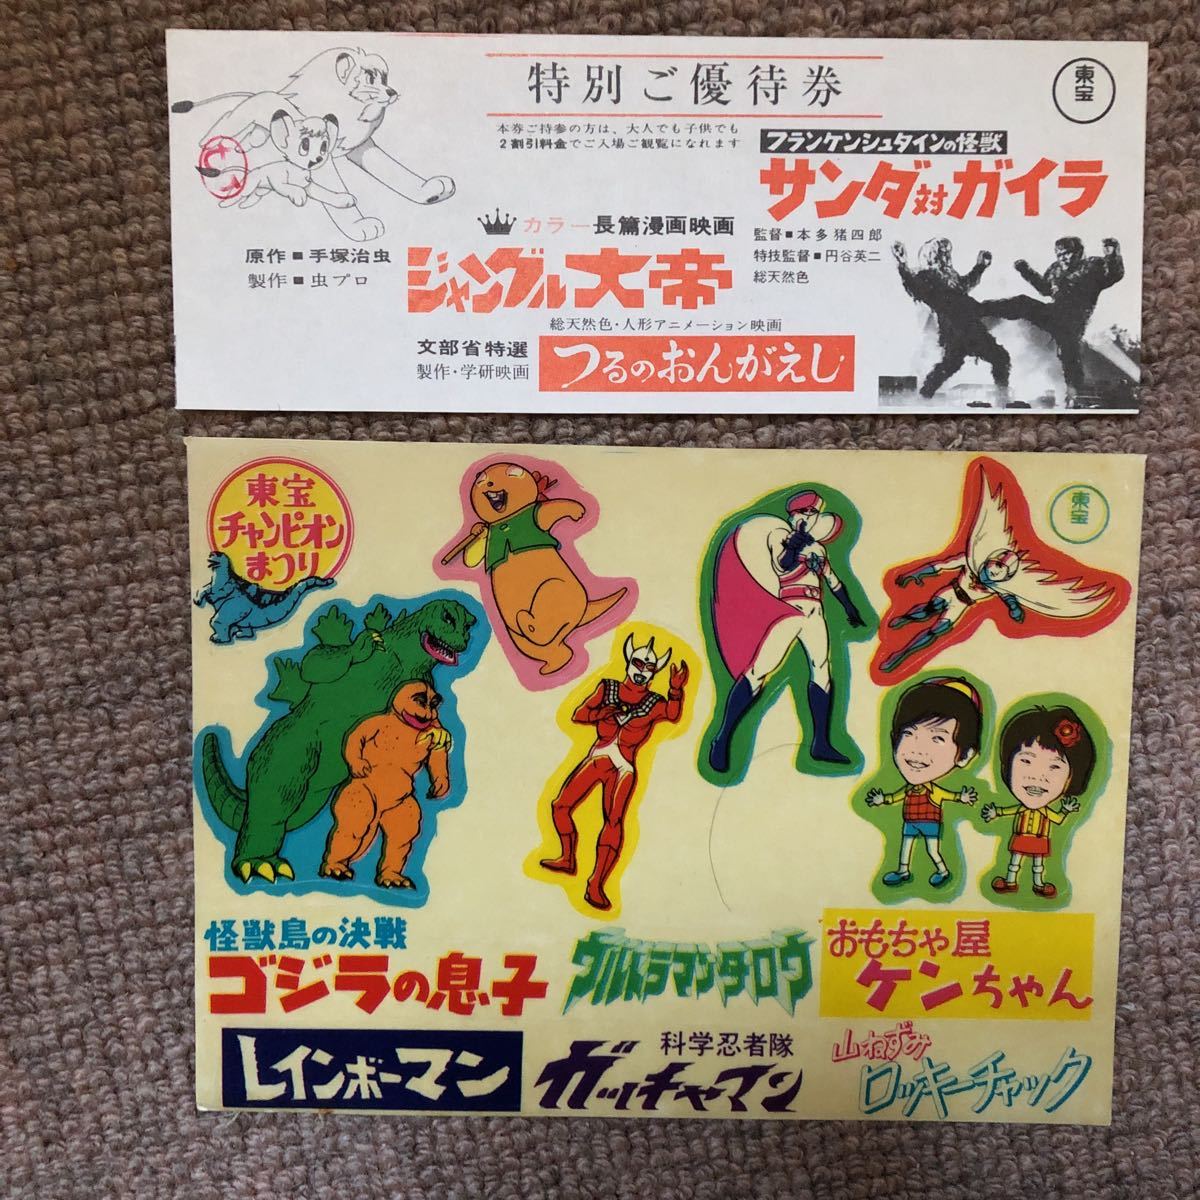 特別ご優待券
本券ご持参の方は、大人でも子供でも
2割引料金でご入場ご観覧になれます
東宝
フランケンシュタインの怪獣
サンダ対ガイラ
監督■本多猪四郎
特技監督■円谷英二
総天然色
カラー長篇漫画映画
ジャングル大帝
原作■手塚治虫
製作■虫プロ
総天然色・人形アニメーション映画
文部省特選
製作・学研映画
つるのおんがえし
東宝
チャンピオン
まつり
東宝
怪獣島の決戦
ゴジラの息子
ウルトラマンタロウ
おもちゃ屋
ケンちゃん
レインボーマン
科学忍者隊
ガッチャマン
山ねずみ
ロッキーチャック